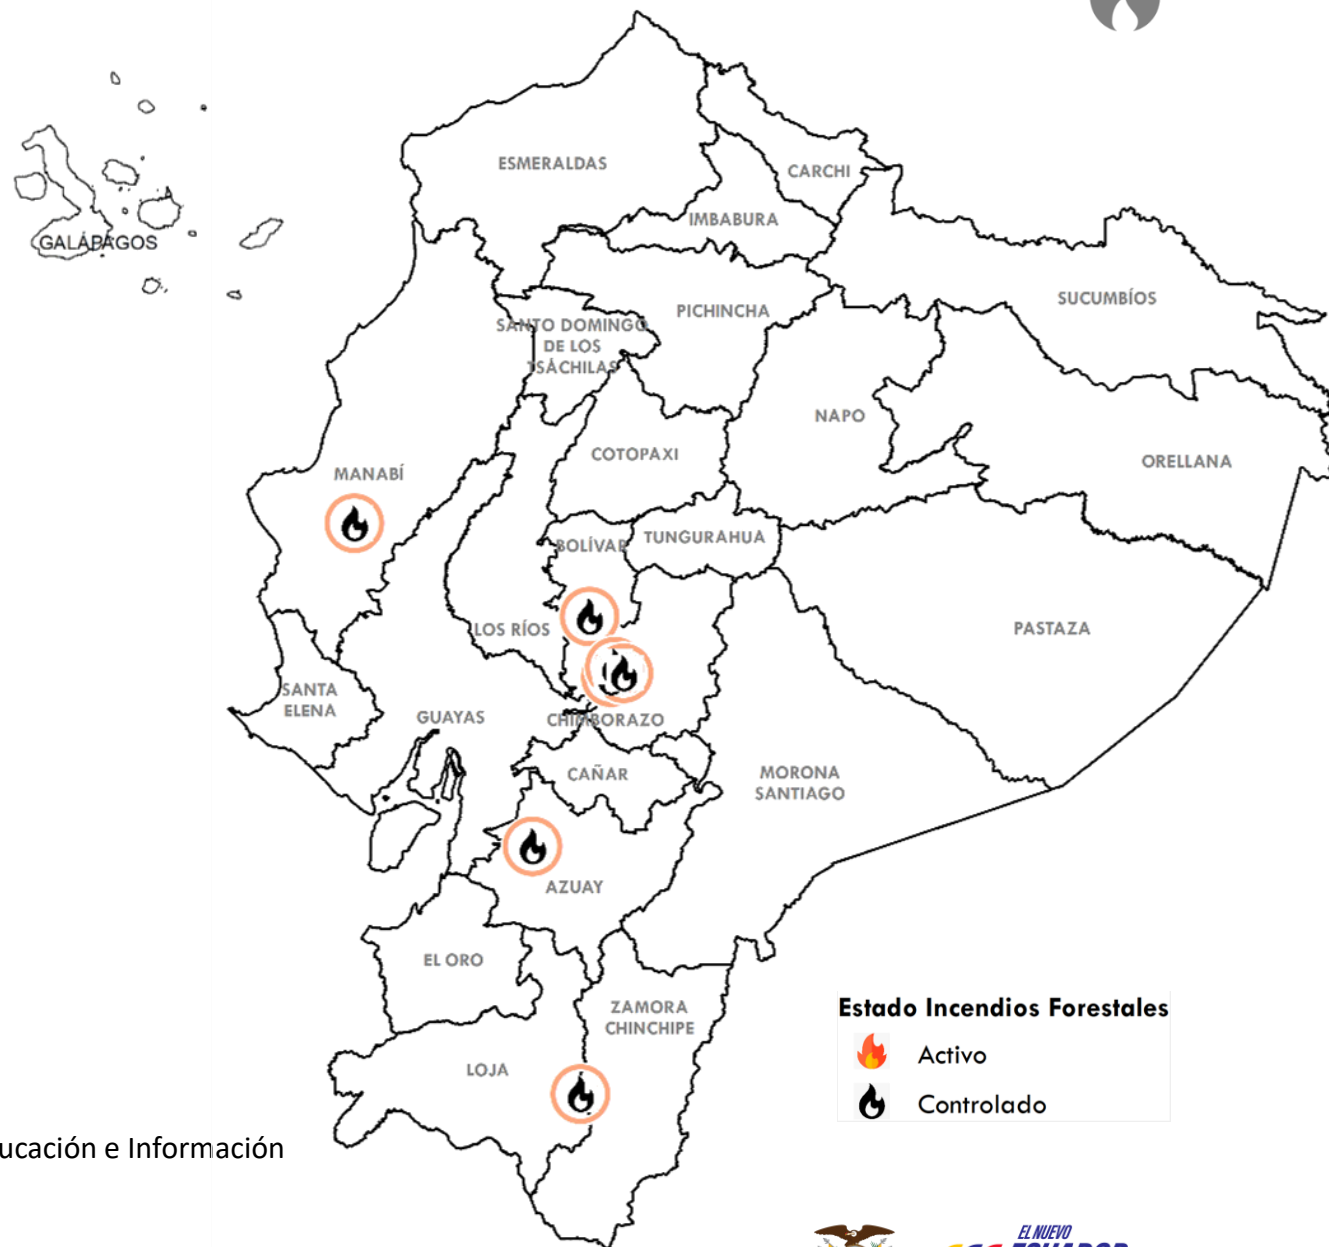 ESMERALDAS
CARCHI
IMBABURA
GALÁPAGOS
SUCUMBÍOS
PICHINCHA
SANTO DOMINGO
DE LOS
TSÁCHILAS
NAPO
COTOPAXI
ORELLANA
MANABÍ
TUNGURAHUA
BOLÍVAR
LOS RÍOS
PASTAZA
SANTA
ELENA
GUAYAS
CHIMBORAZO
CAÑAR
MORONA
SANTIAGO
AZUAY
EL ORO
ZAMORA
CHINCHIPE
LOJA
Estado Incendios Forestales
Activo
Controlado
ucación e Información
EL NUEVO
ECUADOR